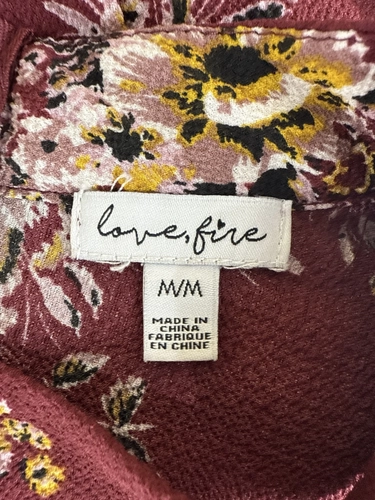 love, fire
M/M
MADE IN
CHINA
FABRIQUE
EN CHINE